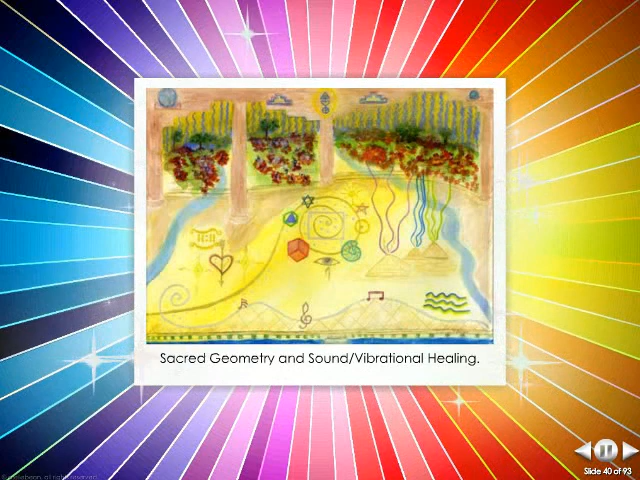 Sacred Geometry and Sound/Vibrational Healing.
Slide 40 of 93